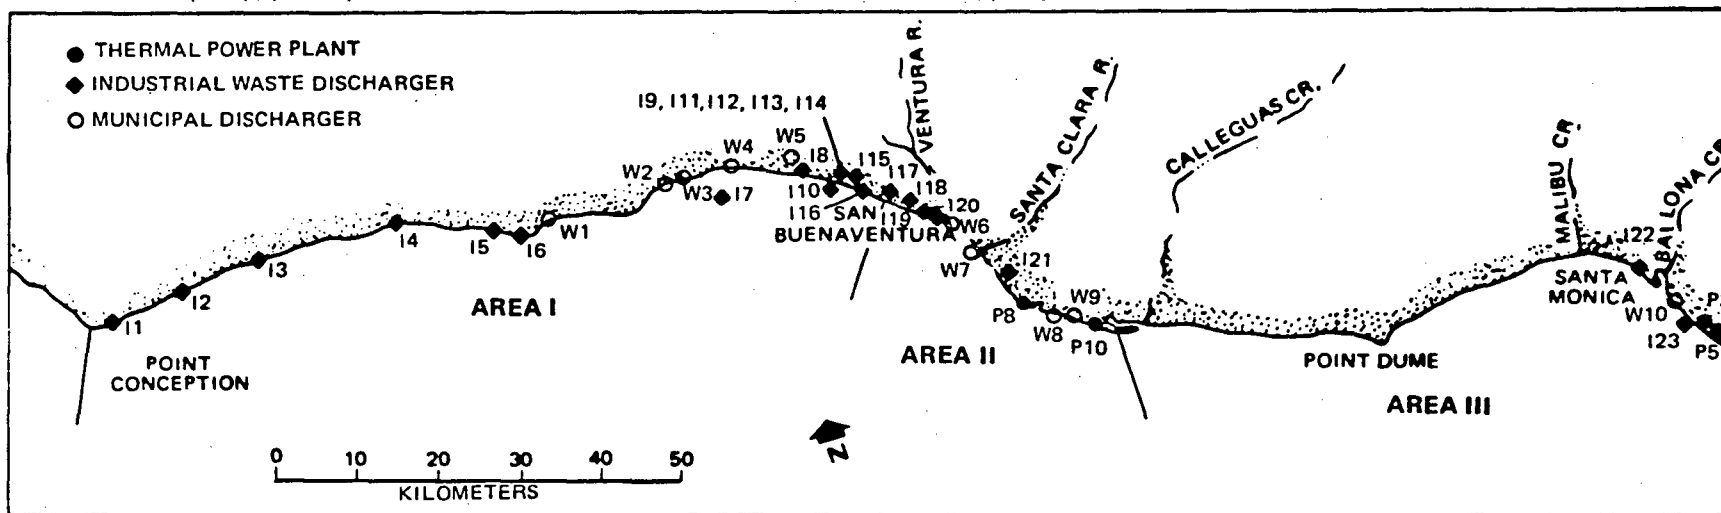 THERMAL POWER PLANT
INDUSTRIAL WASTE DISCHARGER
MUNICIPAL DISCHARGER
I9, I11, I12, I13, I14
VENTURA R.
SANTA CLARA R.
CALLEGUAS CR.
MALIBU CR.
BALLONA CR.
W5
W4
I8
I15
I17
W2
W3
I7
I10
I18
I16
SAN
BUENAVENTURA
I19
I20
W6
W1
I4
I5
I6
I3
I2
I1
W7
I21
P8
W9
W8
P10
I22
SANTA
MONICA
W10
I23
P
P5
POINT
CONCEPTION
AREA I
AREA II
POINT DUME
AREA III
N
0 10 20 30 40 50
KILOMETERS